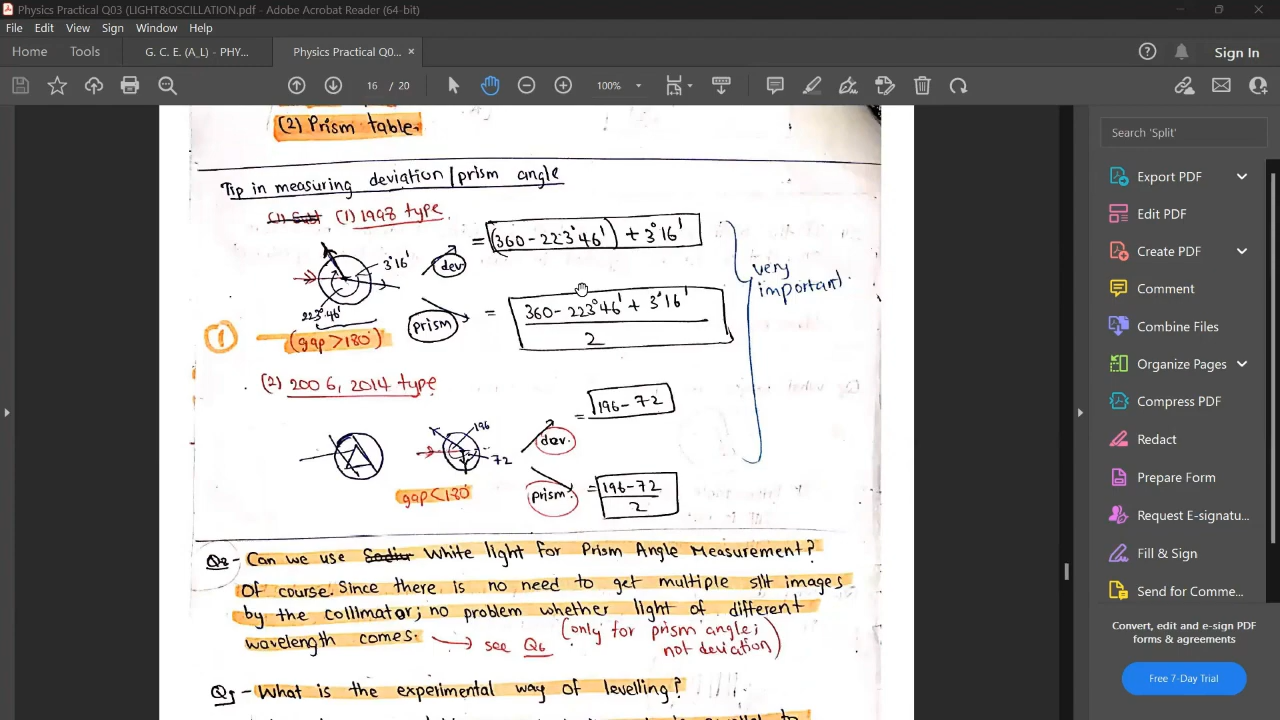 Physics Practical Q03 (LIGHT&OSCILLATION).pdf - Adobe Acrobat Reader (64-bit)
File Edit View Sign Window Help
Home Tools G. C. E. (A_L) - PHY... Physics Practical Q0... × Sign In
16 / 20 100%
(2) Prism table.
Tip in measuring deviation/prism angle
(1) 1998 type
= (360-223°46') + 3°16'
3°16'
dev
223°46'
very important
prism = 360-223°46' + 3°16'
2
1
(gap >180°)
(2) 2006, 2014 type
= 196-72
196
dev.
72
gap<180
prism = 196-72
2
Q2- Can we use White light for Prism Angle Measurement?
Of course. Since there is no need to get multiple slit images
by the collimator; no problem whether light of different
wavelength comes. → see Q6 (only for prism angle;
not deviation)
- What is the experimental way of levelling?
Search 'Split'
Export PDF
Edit PDF
Create PDF
Comment
Combine Files
Organize Pages
Compress PDF
Redact
Prepare Form
Request E-signatu...
Fill & Sign
Send for Comme...
Convert, edit and e-sign PDF
forms & agreements
Free 7-Day Trial